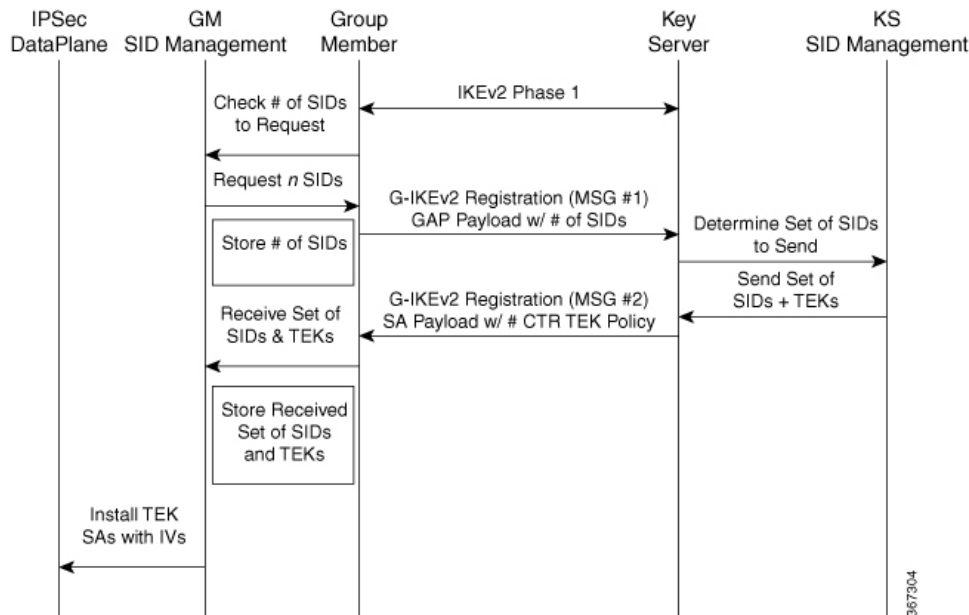 IPSec
DataPlane
GM
SID Management
Group
Member
Key
Server
KS
SID Management
IKEv2 Phase 1
Check # of SIDs
to Request
Request n SIDs
G-IKEv2 Registration (MSG #1)
GAP Payload w/ # of SIDs
Store # of SIDs
Determine Set of SIDs
to Send
Send Set of
SIDs + TEKs
G-IKEv2 Registration (MSG #2)
SA Payload w/ # CTR TEK Policy
Receive Set of
SIDs & TEKs
Store Received
Set of SIDs
and TEKs
Install TEK
SAs with IVs
367304